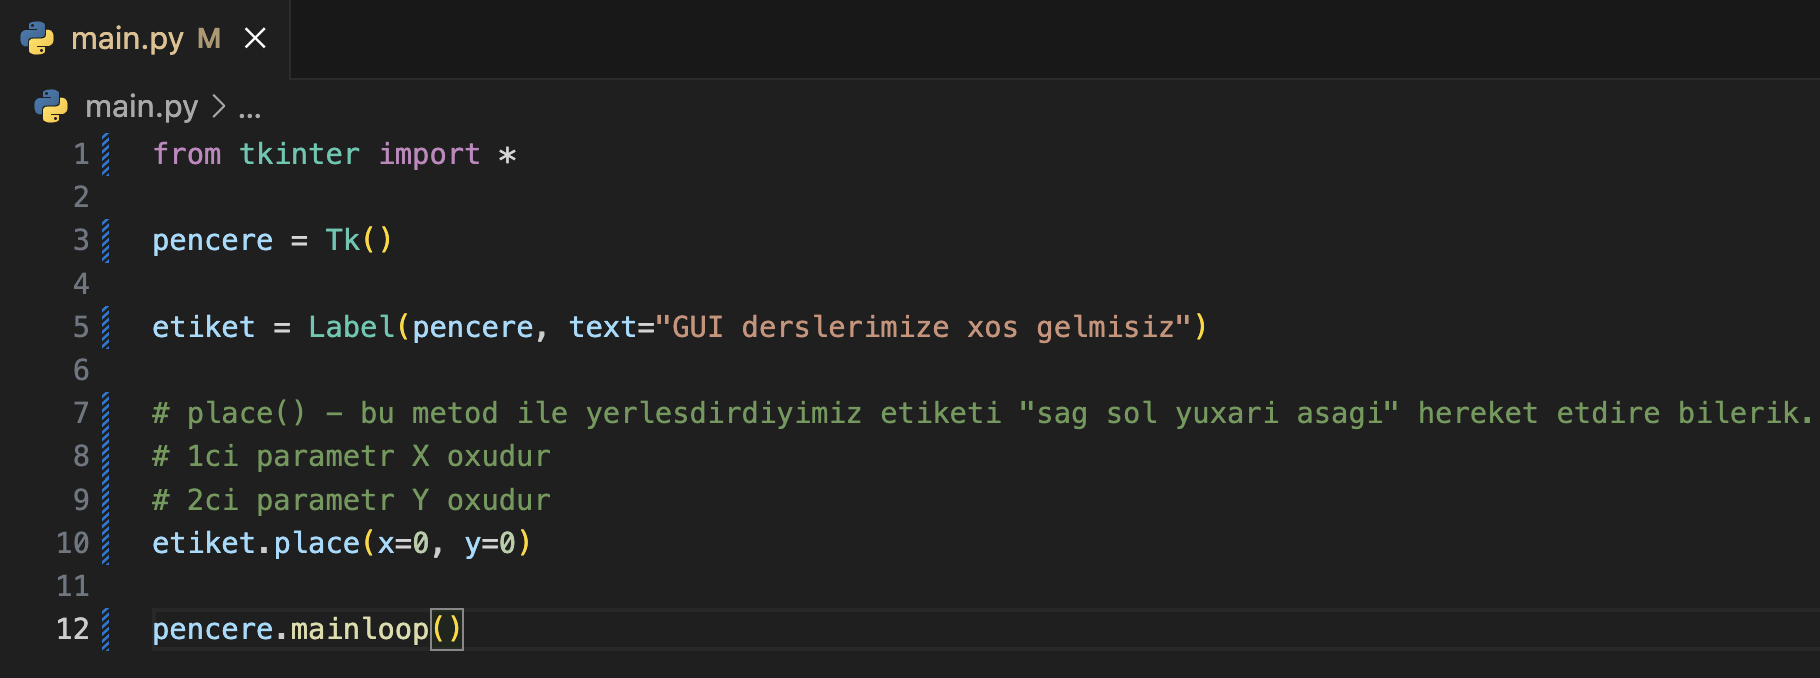 main.py M
main.py > ...
1 from tkinter import *
2
3 pencere = Tk()
4
5 etiket = Label(pencere, text="GUI derslerimize xos gelmisiz")
6
7 # place() - bu metod ile yerlesdirdiyimiz etiketi "sag sol yuxari asagi" hereket etdire bilerik.
8 # 1ci parametr X oxudur
9 # 2ci parametr Y oxudur
10 etiket.place(x=0, y=0)
11
12 pencere.mainloop()